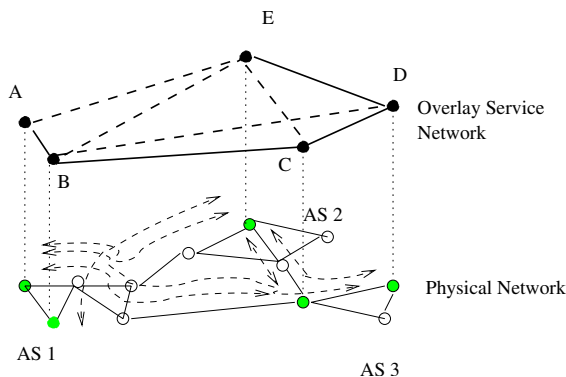 E
D
A
Overlay Service
Network
C
B
AS 2
Physical Network
AS 1
AS 3